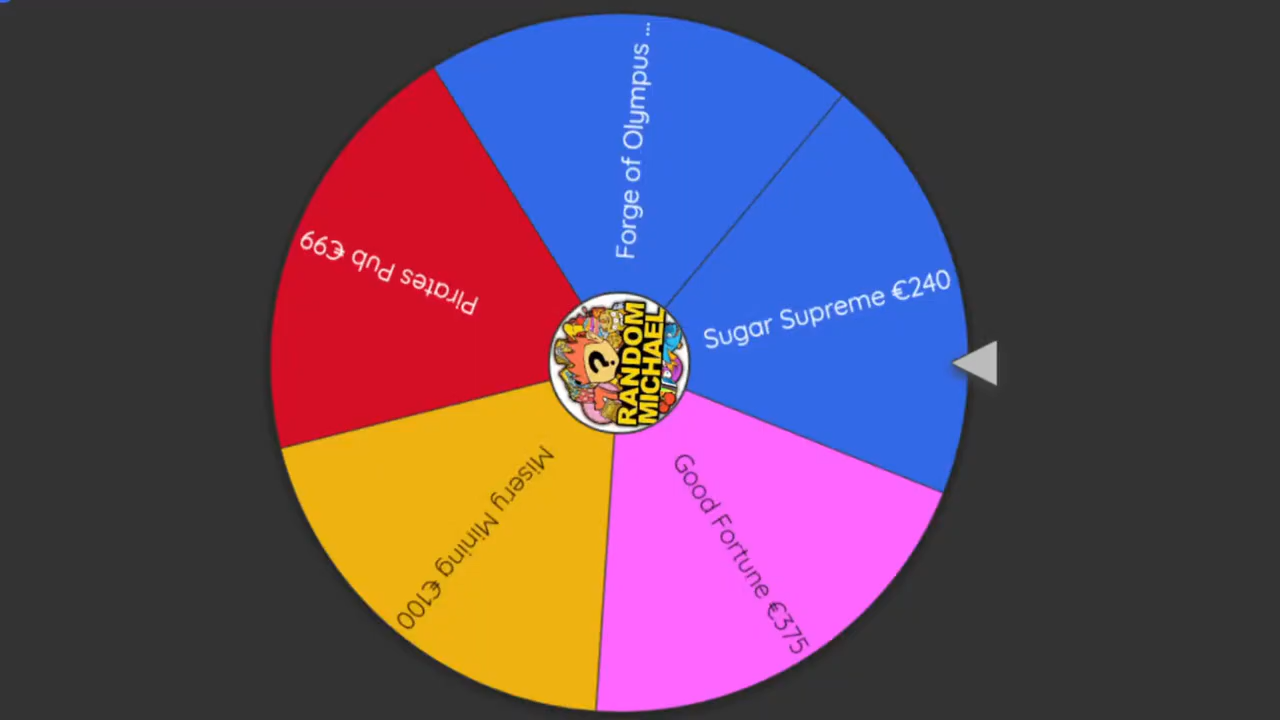 Forge of Olympus ...
Sugar Supreme €240
Good Fortune €375
Misery Mining €100
Pirates Pub €99
RANDOM
MICHAEL
?